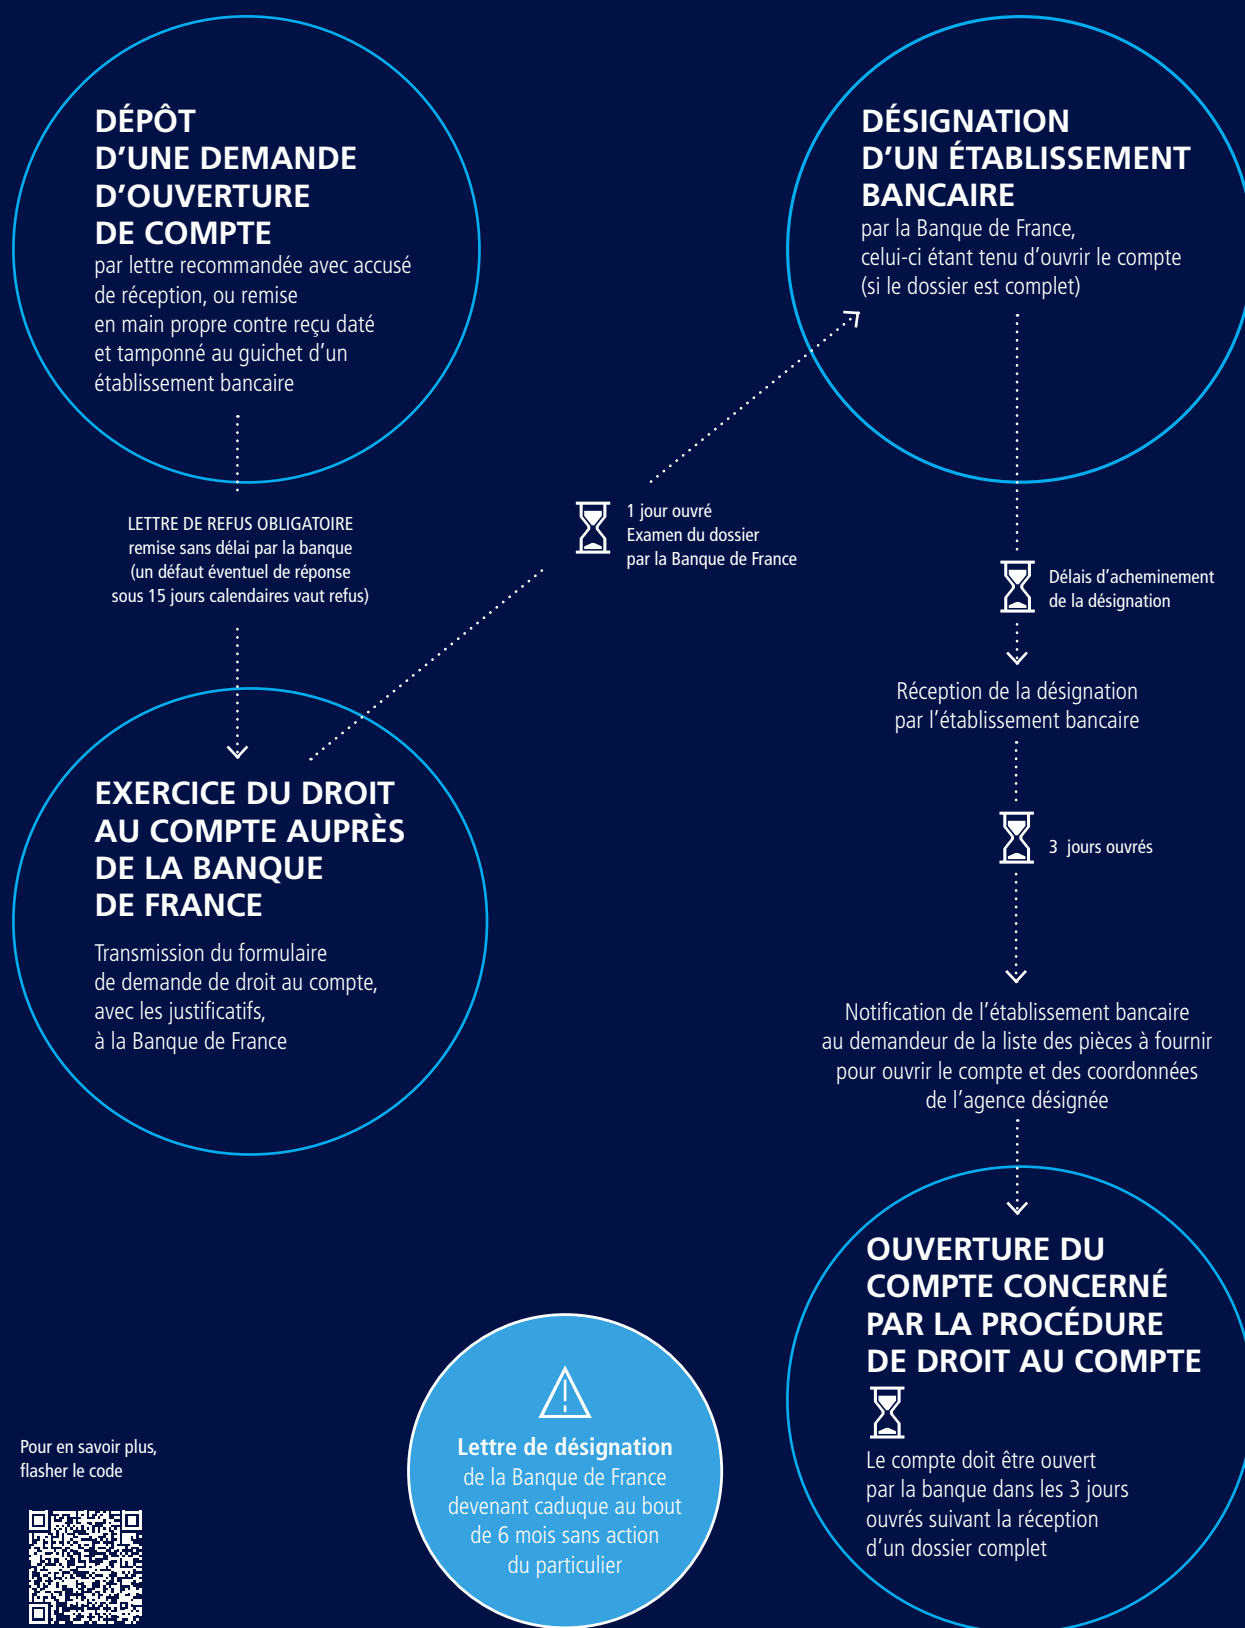 DÉPÔT
D’UNE DEMANDE
D’OUVERTURE
DE COMPTE
par lettre recommandée avec accusé
de réception, ou remise
en main propre contre reçu daté
et tamponné au guichet d’un
établissement bancaire
LETTRE DE REFUS OBLIGATOIRE
remise sans délai par la banque
(un défaut éventuel de réponse
sous 15 jours calendaires vaut refus)
EXERCICE DU DROIT
AU COMPTE AUPRÈS
DE LA BANQUE
DE FRANCE
Transmission du formulaire
de demande de droit au compte,
avec les justificatifs,
à la Banque de France
1 jour ouvré
Examen du dossier
par la Banque de France
DÉSIGNATION
D’UN ÉTABLISSEMENT
BANCAIRE
par la Banque de France,
celui-ci étant tenu d’ouvrir le compte
(si le dossier est complet)
Délais d’acheminement
de la désignation
Réception de la désignation
par l’établissement bancaire
3 jours ouvrés
Notification de l’établissement bancaire
au demandeur de la liste des pièces à fournir
pour ouvrir le compte et des coordonnées
de l’agence désignée
OUVERTURE DU
COMPTE CONCERNÉ
PAR LA PROCÉDURE
DE DROIT AU COMPTE
Le compte doit être ouvert
par la banque dans les 3 jours
ouvrés suivant la réception
d’un dossier complet
Lettre de désignation
de la Banque de France
devenant caduque au bout
de 6 mois sans action
du particulier
Pour en savoir plus,
flasher le code